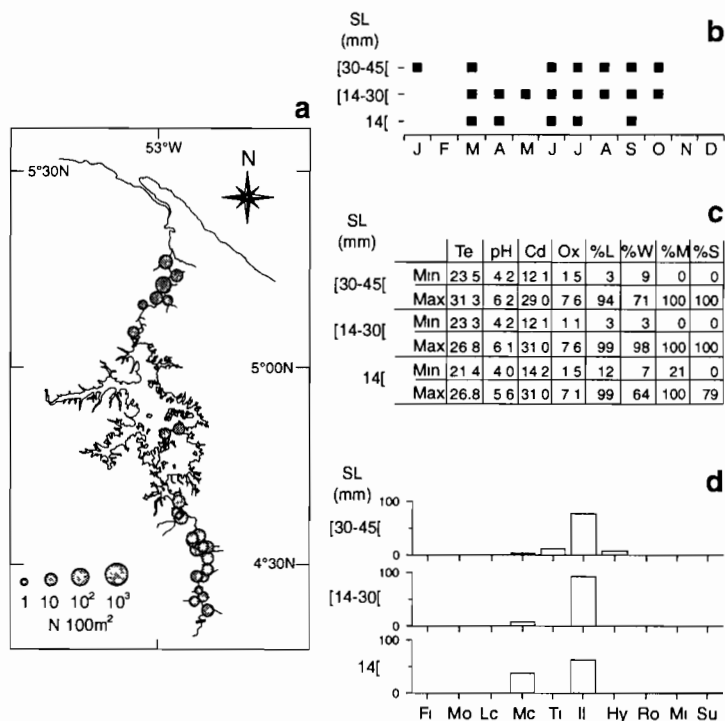 a
53°W
5°30N
N
5°00N
4°30N
1 10 10² 10³
N 100m²
b
SL
(mm)
[30-45[
[14-30[
14[
J F M A M J J A S O N D
c
SL
(mm)
Te pH Cd Ox %L %W %M %S
[30-45[ Min 23 5 4 2 12 1 1 5 3 9 0 0
Max 31 3 6 2 29 0 7 6 94 71 100 100
[14-30[ Min 23 3 4 2 12 1 1 1 3 3 0 0
Max 26 8 6 1 31 0 7 6 99 98 100 100
14[ Min 21 4 4 0 14 2 1 5 12 7 21 0
Max 26.8 5 6 31 0 7 1 99 64 100 79
d
SL
(mm)
100
[30-45[
0
100
[14-30[
0
100
14[
0
Fi Mo Lc Mc Ti Il Hy Ro Mi Su